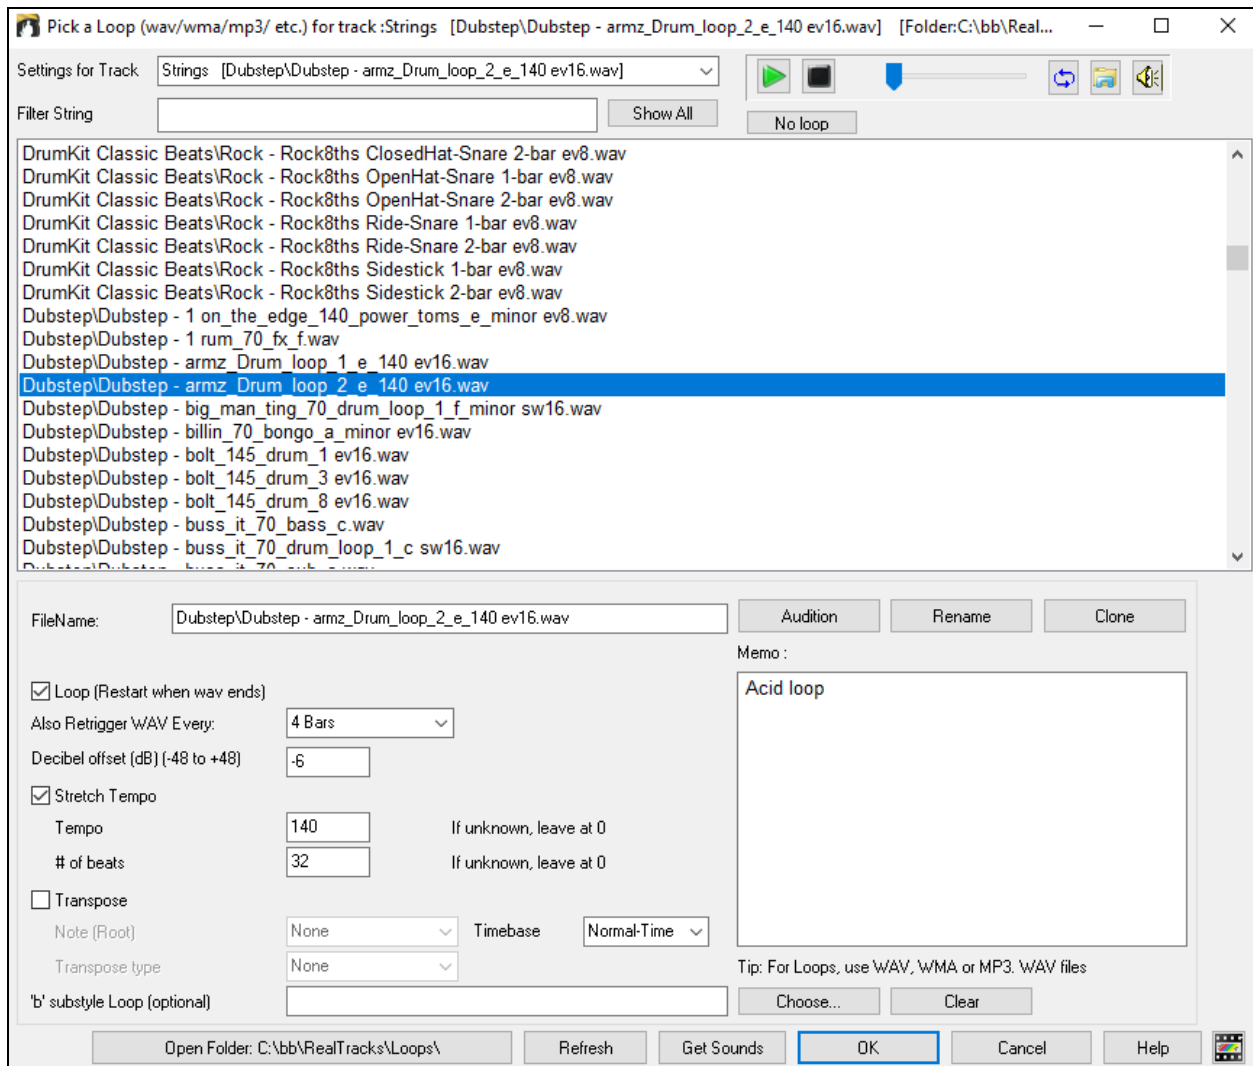 Pick a Loop (wav/wma/mp3/ etc.) for track :Strings [Dubstep\Dubstep - armz_Drum_loop_2_e_140 ev16.wav] [Folder:C:\bb\Real...
Settings for Track Strings [Dubstep\Dubstep - armz_Drum_loop_2_e_140 ev16.wav]
Filter String Show All No loop
DrumKit Classic Beats\Rock - Rock8ths ClosedHat-Snare 2-bar ev8.wav
DrumKit Classic Beats\Rock - Rock8ths OpenHat-Snare 1-bar ev8.wav
DrumKit Classic Beats\Rock - Rock8ths OpenHat-Snare 2-bar ev8.wav
DrumKit Classic Beats\Rock - Rock8ths Ride-Snare 1-bar ev8.wav
DrumKit Classic Beats\Rock - Rock8ths Ride-Snare 2-bar ev8.wav
DrumKit Classic Beats\Rock - Rock8ths Sidestick 1-bar ev8.wav
DrumKit Classic Beats\Rock - Rock8ths Sidestick 2-bar ev8.wav
Dubstep\Dubstep - 1 on_the_edge_140_power_toms_e_minor ev8.wav
Dubstep\Dubstep - 1 rum_70_fx_f.wav
Dubstep\Dubstep - armz_Drum_loop_1_e_140 ev16.wav
Dubstep\Dubstep - armz_Drum_loop_2_e_140 ev16.wav
Dubstep\Dubstep - big_man_ting_70_drum_loop_1_f_minor sw16.wav
Dubstep\Dubstep - billin_70_bongo_a_minor ev16.wav
Dubstep\Dubstep - bolt_145_drum_1 ev16.wav
Dubstep\Dubstep - bolt_145_drum_3 ev16.wav
Dubstep\Dubstep - bolt_145_drum_8 ev16.wav
Dubstep\Dubstep - buss_it_70_bass_c.wav
Dubstep\Dubstep - buss_it_70_drum_loop_1_c sw16.wav
FileName: Dubstep\Dubstep - armz_Drum_loop_2_e_140 ev16.wav Audition Rename Clone
Memo :
Acid loop
Loop (Restart when wav ends)
Also Retrigger WAV Every: 4 Bars
Decibel offset (dB) (-48 to +48) -6
Stretch Tempo
Tempo 140 If unknown, leave at 0
# of beats 32 If unknown, leave at 0
Transpose
Note (Root) None Timebase Normal-Time
Transpose type None Tip: For Loops, use WAV, WMA or MP3. WAV files
'b' substyle Loop (optional) Choose... Clear
Open Folder: C:\bb\RealTracks\Loops\ Refresh Get Sounds OK Cancel Help